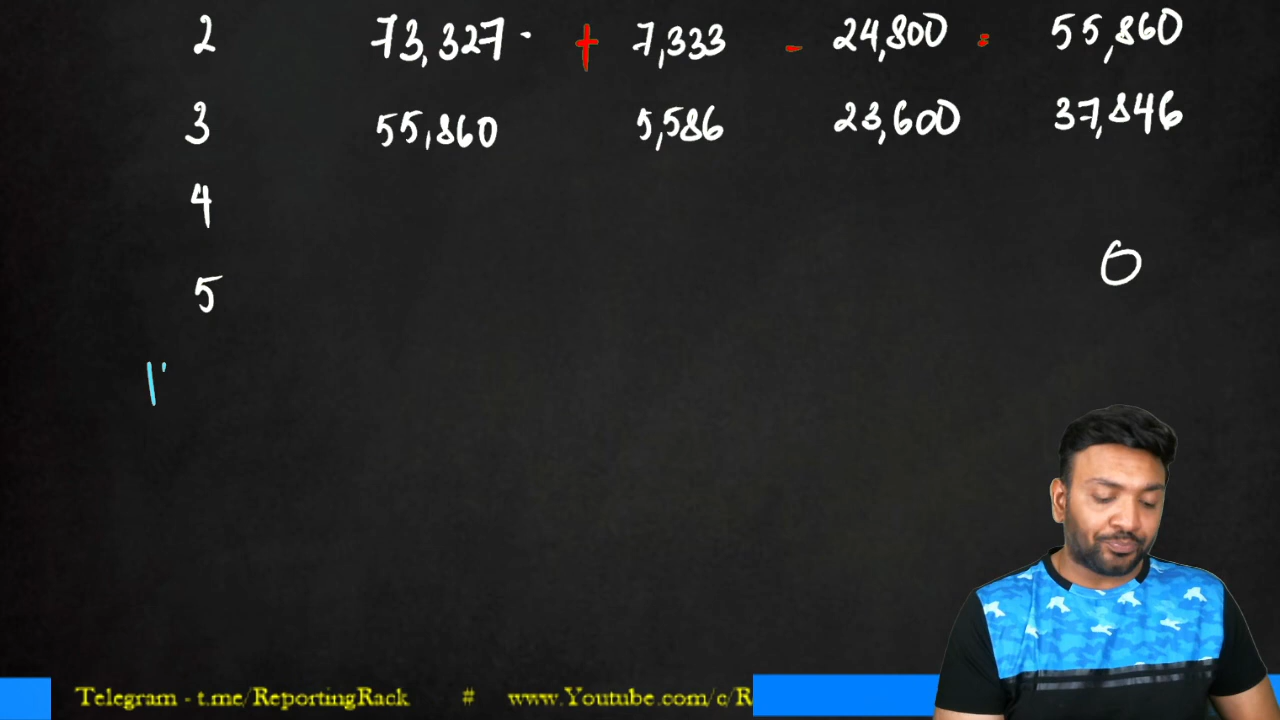 2 73,327 + 7,333 - 24,800 = 55,860
3 55,860 5,586 23,600 37,846
4
0
5
Telegram - t.me/ReportingRack # www.Youtube.com/c/R